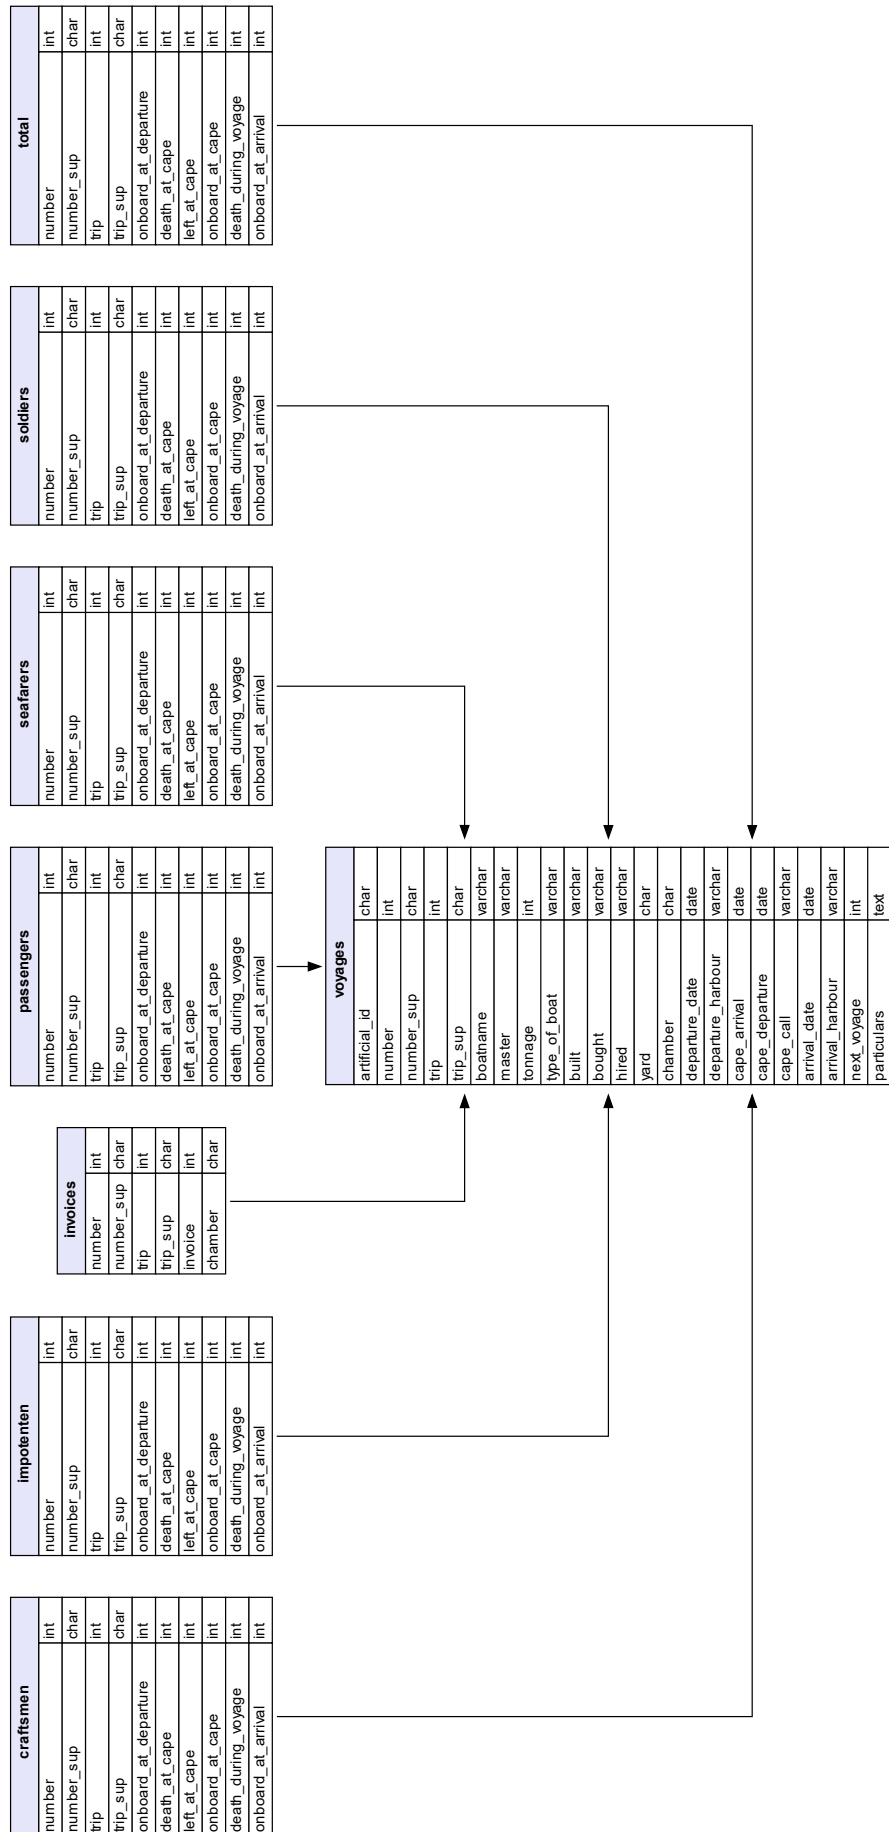 craftsmen
number int
number_sup char
trip int
trip_sup char
onboard_at_departure int
death_at_cape int
left_at_cape int
onboard_at_cape int
death_during_voyage int
onboard_at_arrival int
impotenten
number int
number_sup char
trip int
trip_sup char
onboard_at_departure int
death_at_cape int
left_at_cape int
onboard_at_cape int
death_during_voyage int
onboard_at_arrival int
invoices
number int
number_sup char
trip int
trip_sup char
invoice int
chamber char
passengers
number int
number_sup char
trip int
trip_sup char
onboard_at_departure int
death_at_cape int
left_at_cape int
onboard_at_cape int
death_during_voyage int
onboard_at_arrival int
seafarers
number int
number_sup char
trip int
trip_sup char
onboard_at_departure int
death_at_cape int
left_at_cape int
onboard_at_cape int
death_during_voyage int
onboard_at_arrival int
soldiers
number int
number_sup char
trip int
trip_sup char
onboard_at_departure int
death_at_cape int
left_at_cape int
onboard_at_cape int
death_during_voyage int
onboard_at_arrival int
total
number int
number_sup char
trip int
trip_sup char
onboard_at_departure int
death_at_cape int
left_at_cape int
onboard_at_cape int
death_during_voyage int
onboard_at_arrival int
voyages
artificial_id char
number int
number_sup char
trip int
trip_sup char
boatname varchar
master varchar
tonnage int
type_of_boat varchar
built varchar
bought varchar
hired varchar
yard char
chamber char
departure_date date
departure_harbour varchar
cape_arrival date
cape_departure date
cape_call varchar
arrival_date date
arrival_harbour varchar
next_voyage int
particulars text